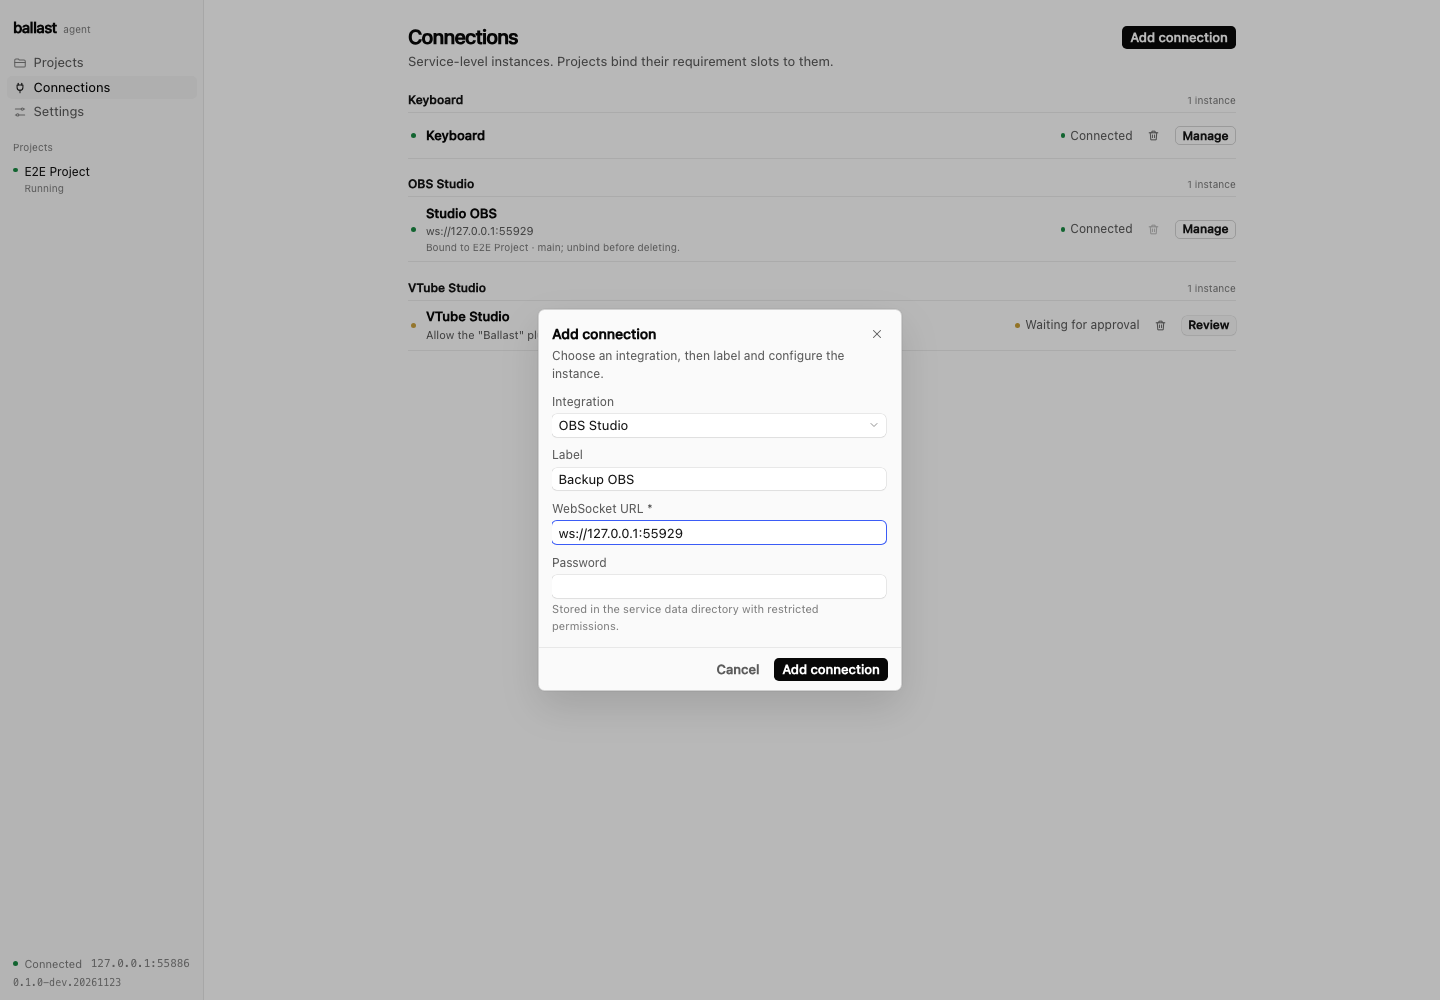 ballast agent
Projects
Connections
Settings
Projects
E2E Project
Running
Connected 127.0.0.1:55886
0.1.0-dev.20261123
Connections
Add connection
Service-level instances. Projects bind their requirement slots to them.
Keyboard 1 instance
Keyboard Connected Manage
OBS Studio 1 instance
Studio OBS
ws://127.0.0.1:55929 Connected Manage
Bound to E2E Project · main; unbind before deleting.
VTube Studio 1 instance
VTube Studio Waiting for approval Review
Allow the "Ballast"
Add connection
Choose an integration, then label and configure the
instance.
Integration
OBS Studio
Label
Backup OBS
WebSocket URL *
ws://127.0.0.1:55929
Password
Stored in the service data directory with restricted
permissions.
Cancel Add connection